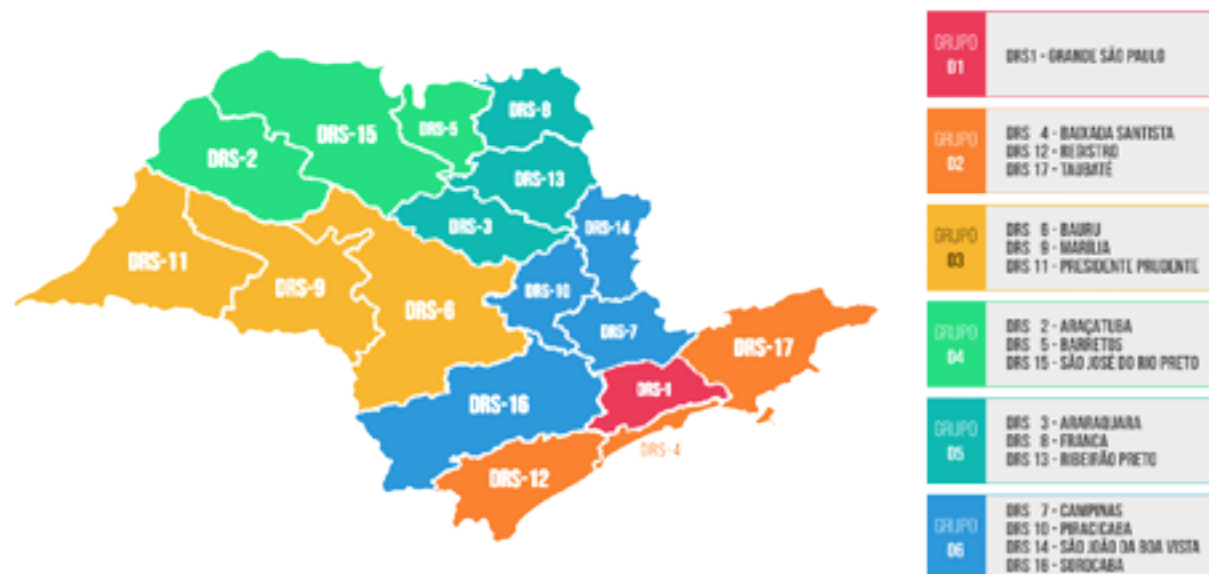 DRS-8
DRS-15
DRS-5
DRS-2
DRS-13
DRS-3
DRS-14
DRS-11
DRS-9
DRS-10
DRS-6
DRS-7
DRS-17
DRS-1
DRS-16
DRS-4
DRS-12
GRUPO
01
DRS1 - GRANDE SÃO PAULO
GRUPO
02
DRS 4 - BAIXADA SANTISTA
DRS 12 - REGISTRO
DRS 17 - TAUBATÉ
GRUPO
03
DRS 6 - BAURU
DRS 9 - MARÍLIA
DRS 11 - PRESIDENTE PRUDENTE
GRUPO
04
DRS 2 - ARAÇATUBA
DRS 5 - BARRETOS
DRS 15 - SÃO JOSÉ DO RIO PRETO
GRUPO
05
DRS 3 - ARARAQUARA
DRS 8 - FRANCA
DRS 13 - RIBEIRÃO PRETO
GRUPO
06
DRS 7 - CAMPINAS
DRS 10 - PIRACICABA
DRS 14 - SÃO JOÃO DA BOA VISTA
DRS 16 - SOROCABA